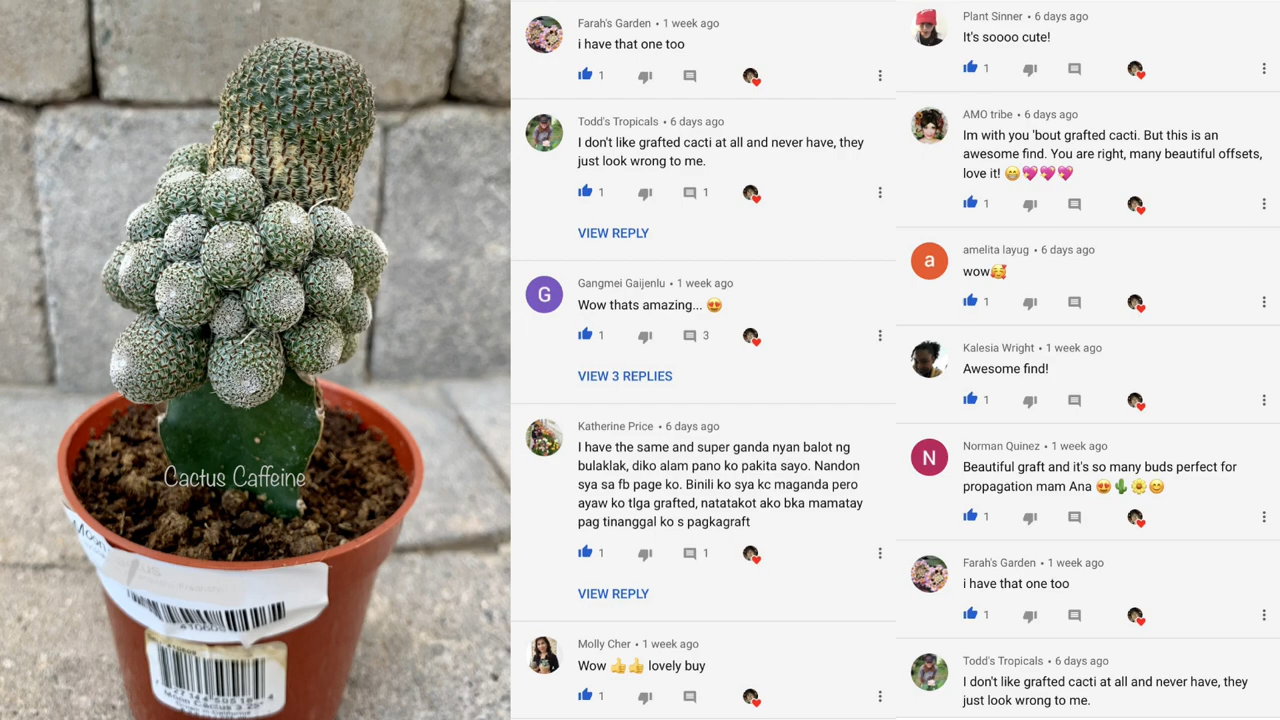 Cactus Caffeine
Moon
Farah's Garden • 1 week ago
i have that one too
1
Todd's Tropicals • 6 days ago
I don't like grafted cacti at all and never have, they
just look wrong to me.
1
1
VIEW REPLY
G
Gangmei Gaijenlu • 1 week ago
Wow thats amazing... 😍
1
3
VIEW 3 REPLIES
Katherine Price • 6 days ago
I have the same and super ganda nyan balot ng
bulaklak, diko alam pano ko pakita sayo. Nandon
sya sa fb page ko. Binili ko sya kc maganda pero
ayaw ko tlga grafted, natatakot ako bka mamatay
pag tinanggal ko s pagkagraft
1
1
VIEW REPLY
Molly Cher • 1 week ago
Wow 👍👍 lovely buy
1
Plant Sinner • 6 days ago
It's soooo cute!
1
AMO tribe • 6 days ago
Im with you 'bout grafted cacti. But this is an
awesome find. You are right, many beautiful offsets,
love it! 😁💖💖💖
1
a
amelita layug • 6 days ago
wow🥰
1
Kalesia Wright • 1 week ago
Awesome find!
1
N
Norman Quinez • 1 week ago
Beautiful graft and it's so many buds perfect for
propagation mam Ana 😍🌵🌼😊
1
Farah's Garden • 1 week ago
i have that one too
1
Todd's Tropicals • 6 days ago
I don't like grafted cacti at all and never have, they
just look wrong to me.